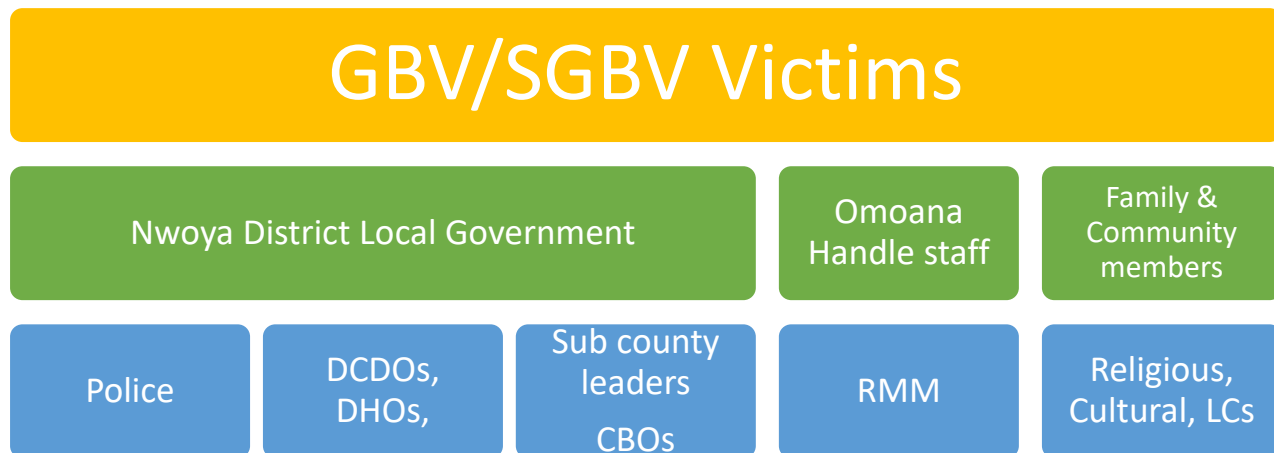 GBV/SGBV Victims
Nwoya District Local Government
Omoana
Handle staff
Family &
Community
members
Police
DCDOs,
DHOs,
Sub county
leaders
CBOs
RMM
Religious,
Cultural, LCs